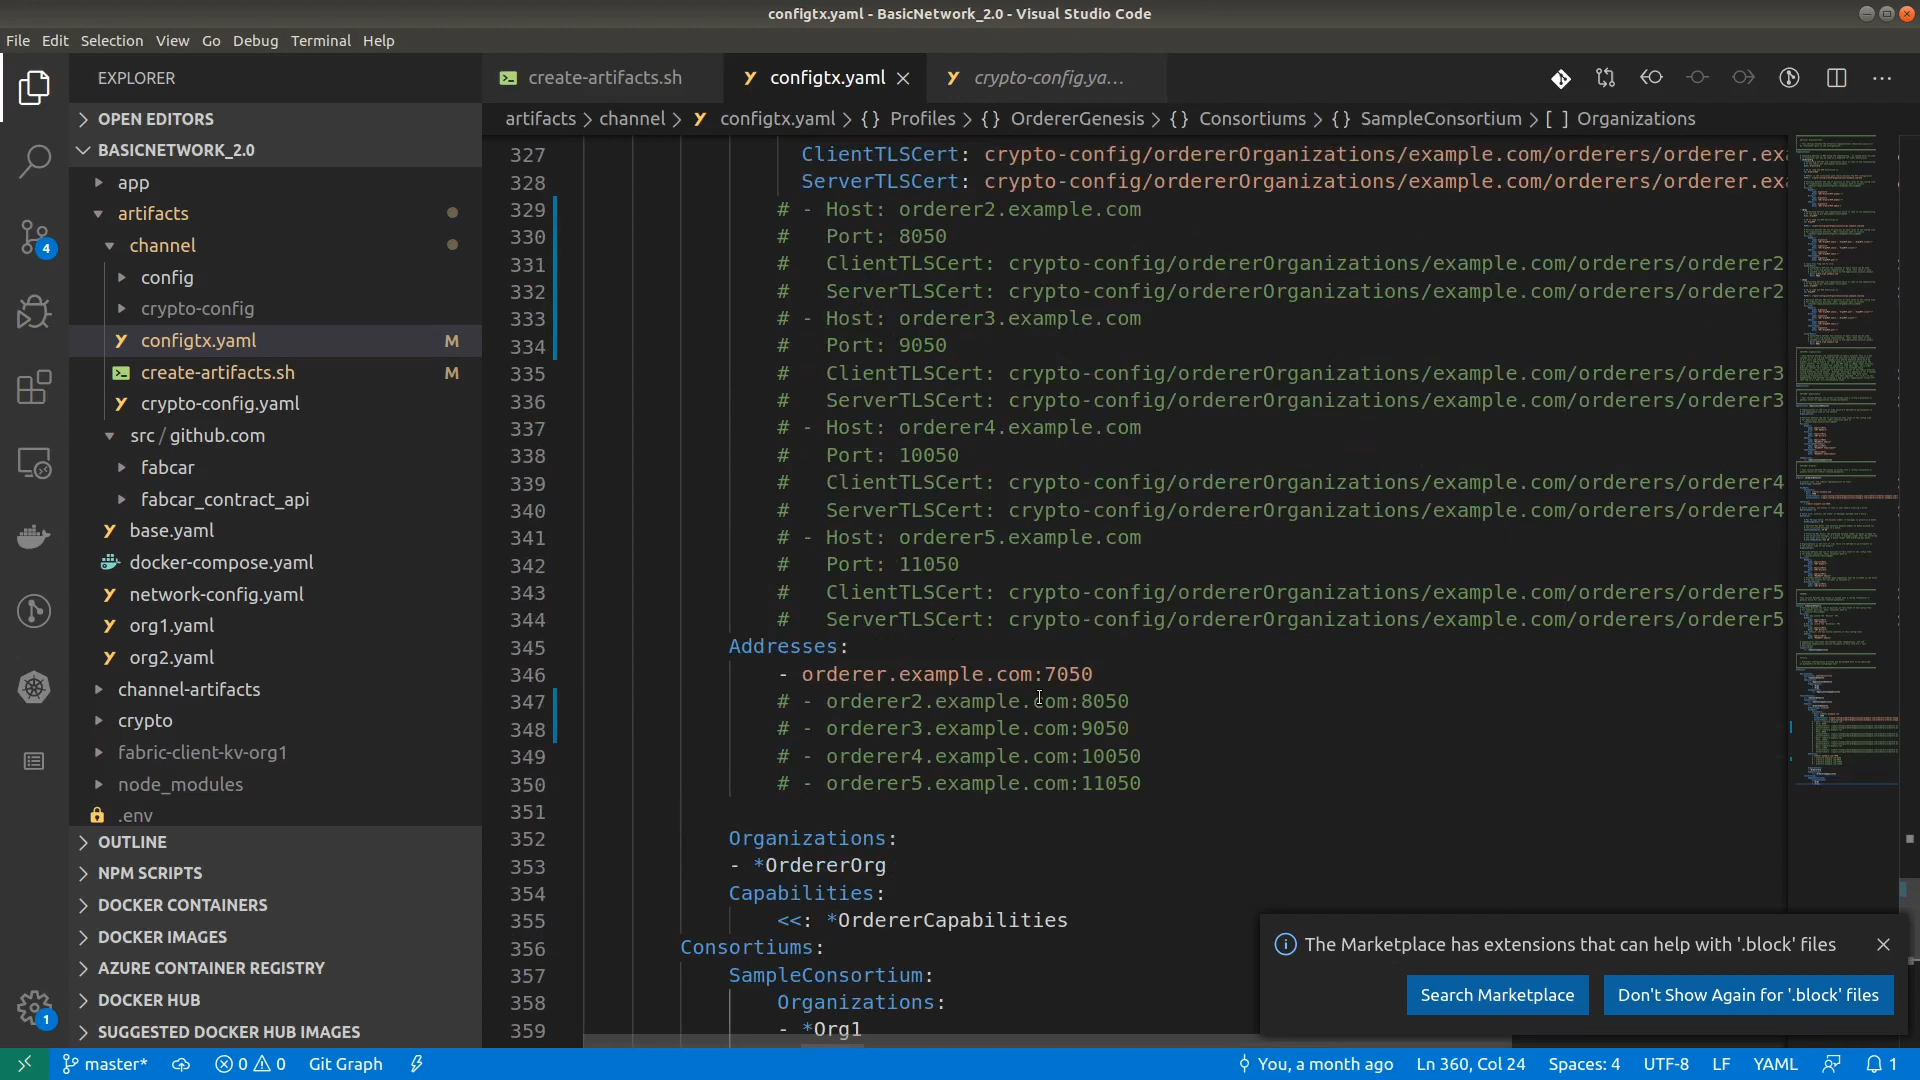 configtx.yaml - BasicNetwork_2.0 - Visual Studio Code
File Edit Selection View Go Debug Terminal Help
EXPLORER
OPEN EDITORS
BASICNETWORK_2.0
app
artifacts
channel
config
crypto-config
configtx.yaml M
create-artifacts.sh M
crypto-config.yaml
src / github.com
fabcar
fabcar_contract_api
base.yaml
docker-compose.yaml
network-config.yaml
org1.yaml
org2.yaml
channel-artifacts
crypto
fabric-client-kv-org1
node_modules
.env
OUTLINE
NPM SCRIPTS
DOCKER CONTAINERS
DOCKER IMAGES
AZURE CONTAINER REGISTRY
DOCKER HUB
SUGGESTED DOCKER HUB IMAGES
4
1
create-artifacts.sh configtx.yaml crypto-config.ya...
artifacts > channel > configtx.yaml > {} Profiles > {} OrdererGenesis > {} Consortiums > {} SampleConsortium > [ ] Organizations
327 ClientTLSCert: crypto-config/ordererOrganizations/example.com/orderers/orderer.exa
328 ServerTLSCert: crypto-config/ordererOrganizations/example.com/orderers/orderer.exa
329 # - Host: orderer2.example.com
330 #   Port: 8050
331 #   ClientTLSCert: crypto-config/ordererOrganizations/example.com/orderers/orderer2
332 #   ServerTLSCert: crypto-config/ordererOrganizations/example.com/orderers/orderer2
333 # - Host: orderer3.example.com
334 #   Port: 9050
335 #   ClientTLSCert: crypto-config/ordererOrganizations/example.com/orderers/orderer3
336 #   ServerTLSCert: crypto-config/ordererOrganizations/example.com/orderers/orderer3
337 # - Host: orderer4.example.com
338 #   Port: 10050
339 #   ClientTLSCert: crypto-config/ordererOrganizations/example.com/orderers/orderer4
340 #   ServerTLSCert: crypto-config/ordererOrganizations/example.com/orderers/orderer4
341 # - Host: orderer5.example.com
342 #   Port: 11050
343 #   ClientTLSCert: crypto-config/ordererOrganizations/example.com/orderers/orderer5
344 #   ServerTLSCert: crypto-config/ordererOrganizations/example.com/orderers/orderer5
345 Addresses:
346 - orderer.example.com:7050
347 # - orderer2.example.com:8050
348 # - orderer3.example.com:9050
349 # - orderer4.example.com:10050
350 # - orderer5.example.com:11050
351
352 Organizations:
353 - *OrdererOrg
354 Capabilities:
355 <<: *OrdererCapabilities
356 Consortiums:
357 SampleConsortium:
358 Organizations:
359 - *Org1
The Marketplace has extensions that can help with '.block' files
Search Marketplace Don't Show Again for '.block' files
master* 0 0 Git Graph You, a month ago Ln 360, Col 24 Spaces: 4 UTF-8 LF YAML 1